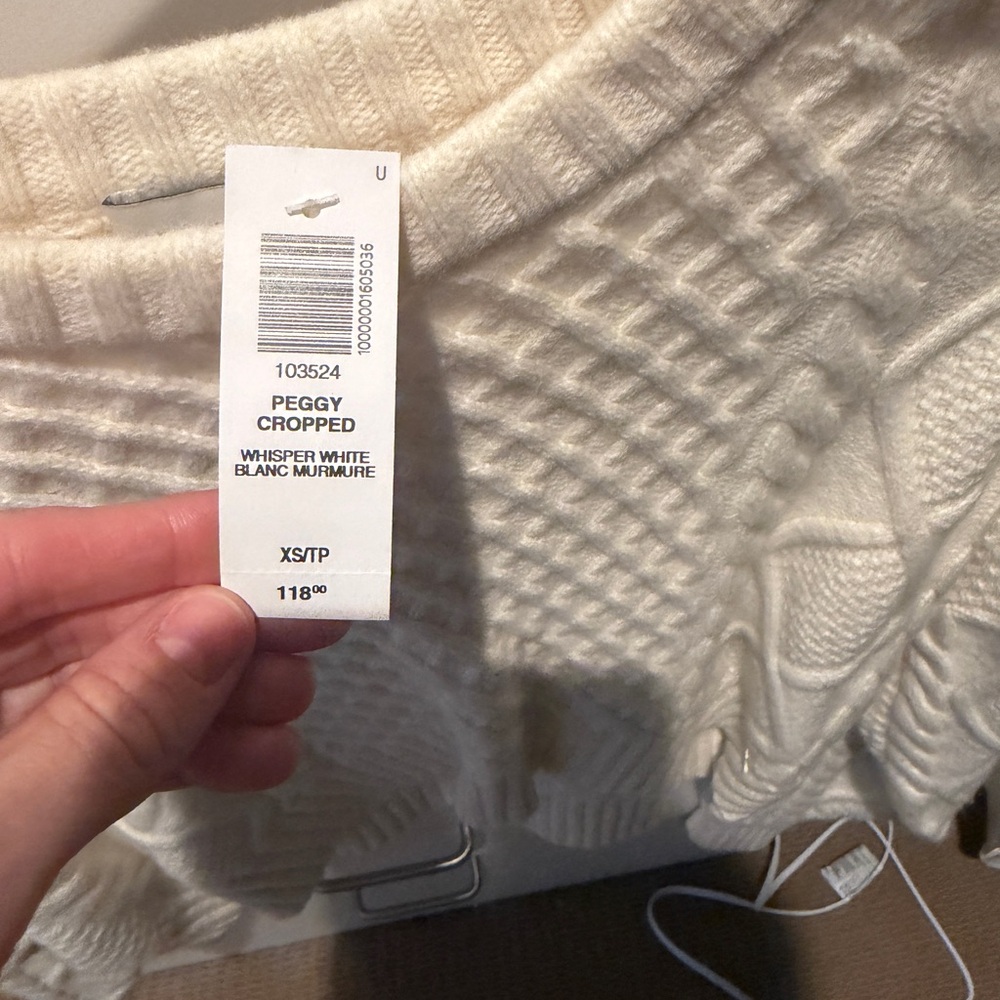 U
10000001605036
103524
PEGGY
CROPPED
WHISPER WHITE
BLANC MURMURE
XS/TP
118⁰⁰